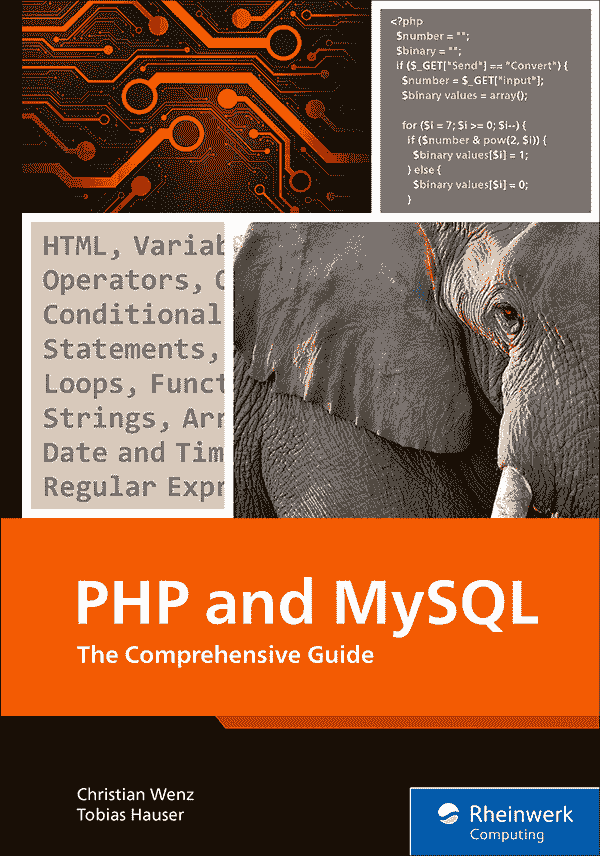 <?php
$number = "";
$binary = "";
if ($_GET["Send"] == "Convert") {
$number = $_GET["input"];
$binary values = array();
for ($i = 7; $i >= 0; $i--) {
if ($number & pow(2, $i)) {
$binary values[$i] = 1;
} else {
$binary values[$i] = 0;
}
HTML, Variab
Operators, C
Conditional
Statements,
Loops, Funct
Strings, Arr
Date and Tim
Regular Expr
PHP and MySQL
The Comprehensive Guide
Christian Wenz
Tobias Hauser
Rheinwerk
Computing